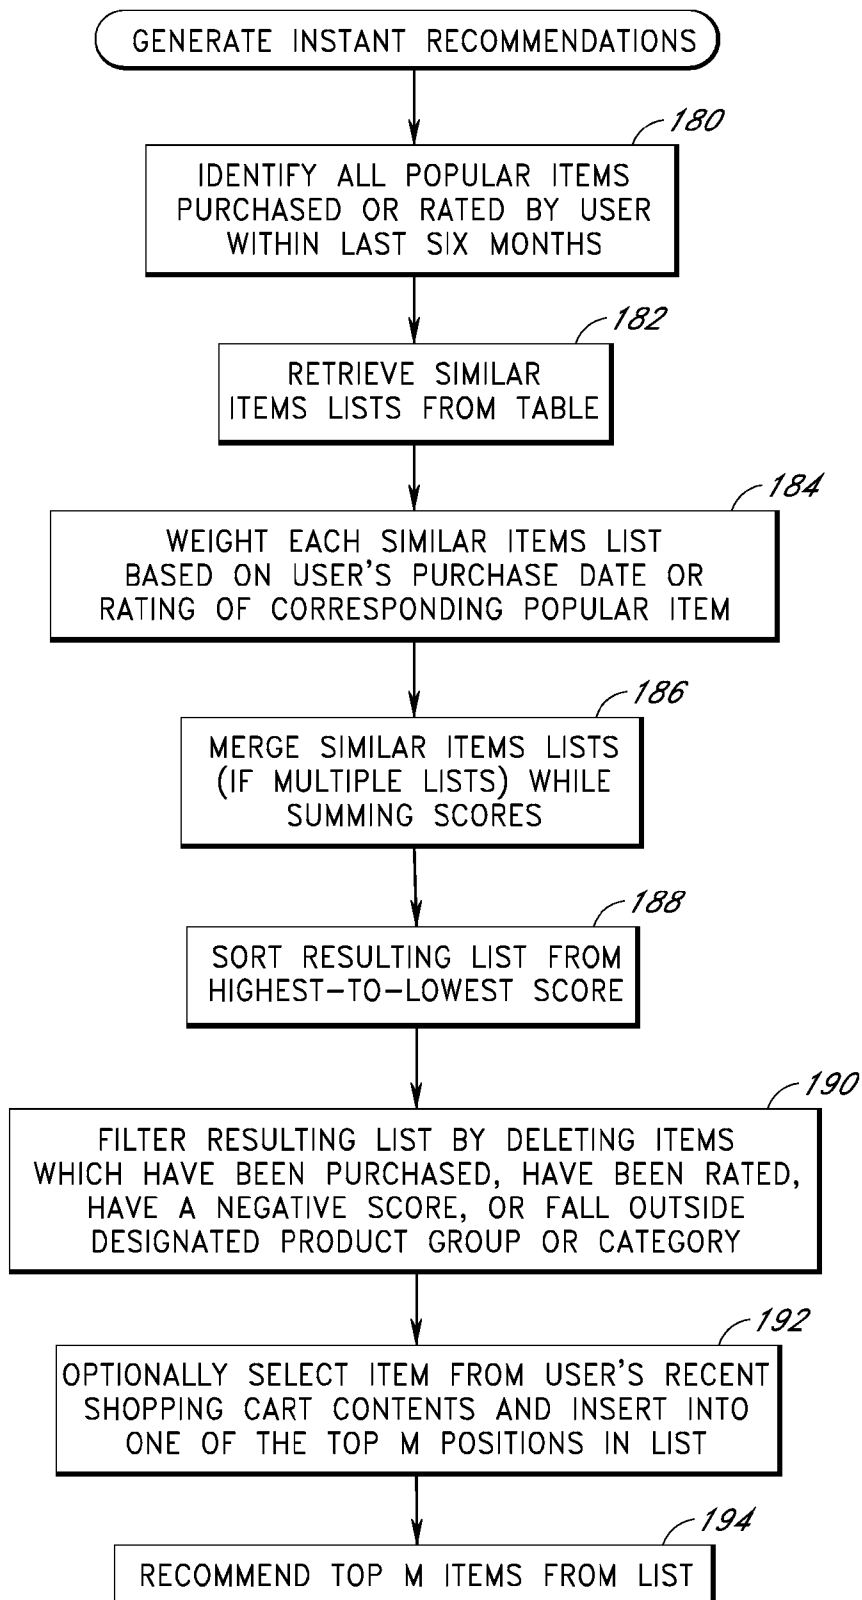 GENERATE INSTANT RECOMMENDATIONS
180
IDENTIFY ALL POPULAR ITEMS
PURCHASED OR RATED BY USER
WITHIN LAST SIX MONTHS
182
RETRIEVE SIMILAR
ITEMS LISTS FROM TABLE
184
WEIGHT EACH SIMILAR ITEMS LIST
BASED ON USER'S PURCHASE DATE OR
RATING OF CORRESPONDING POPULAR ITEM
186
MERGE SIMILAR ITEMS LISTS
(IF MULTIPLE LISTS) WHILE
SUMMING SCORES
188
SORT RESULTING LIST FROM
HIGHEST-TO-LOWEST SCORE
190
FILTER RESULTING LIST BY DELETING ITEMS
WHICH HAVE BEEN PURCHASED, HAVE BEEN RATED,
HAVE A NEGATIVE SCORE, OR FALL OUTSIDE
DESIGNATED PRODUCT GROUP OR CATEGORY
192
OPTIONALLY SELECT ITEM FROM USER'S RECENT
SHOPPING CART CONTENTS AND INSERT INTO
ONE OF THE TOP M POSITIONS IN LIST
194
RECOMMEND TOP M ITEMS FROM LIST